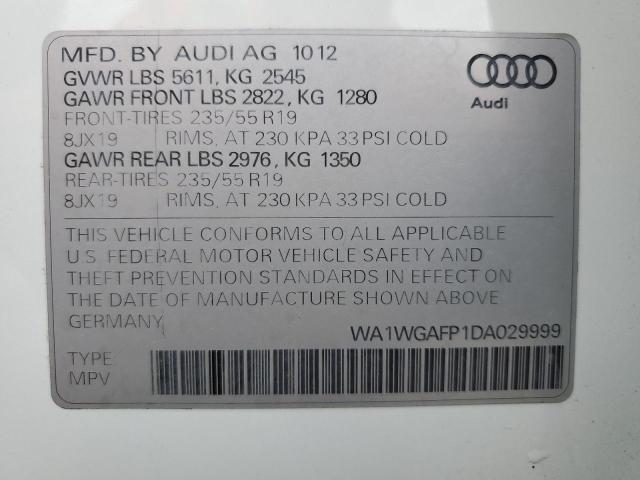 MFD. BY AUDI AG 1012
GVWR LBS 5611, KG 2545
GAWR FRONT LBS 2822, KG 1280
FRONT-TIRES 235/55 R19
8JX19 RIMS, AT 230 KPA 33 PSI COLD
GAWR REAR LBS 2976, KG 1350
REAR-TIRES 235/55 R19
8JX19 RIMS, AT 230 KPA 33 PSI COLD
Audi
THIS VEHICLE CONFORMS TO ALL APPLICABLE
U.S. FEDERAL MOTOR VEHICLE SAFETY AND
THEFT PREVENTION STANDARDS IN EFFECT ON
THE DATE OF MANUFACTURE SHOWN ABOVE
GERMANY
WA1WGAFP1DA029999
TYPE
MPV